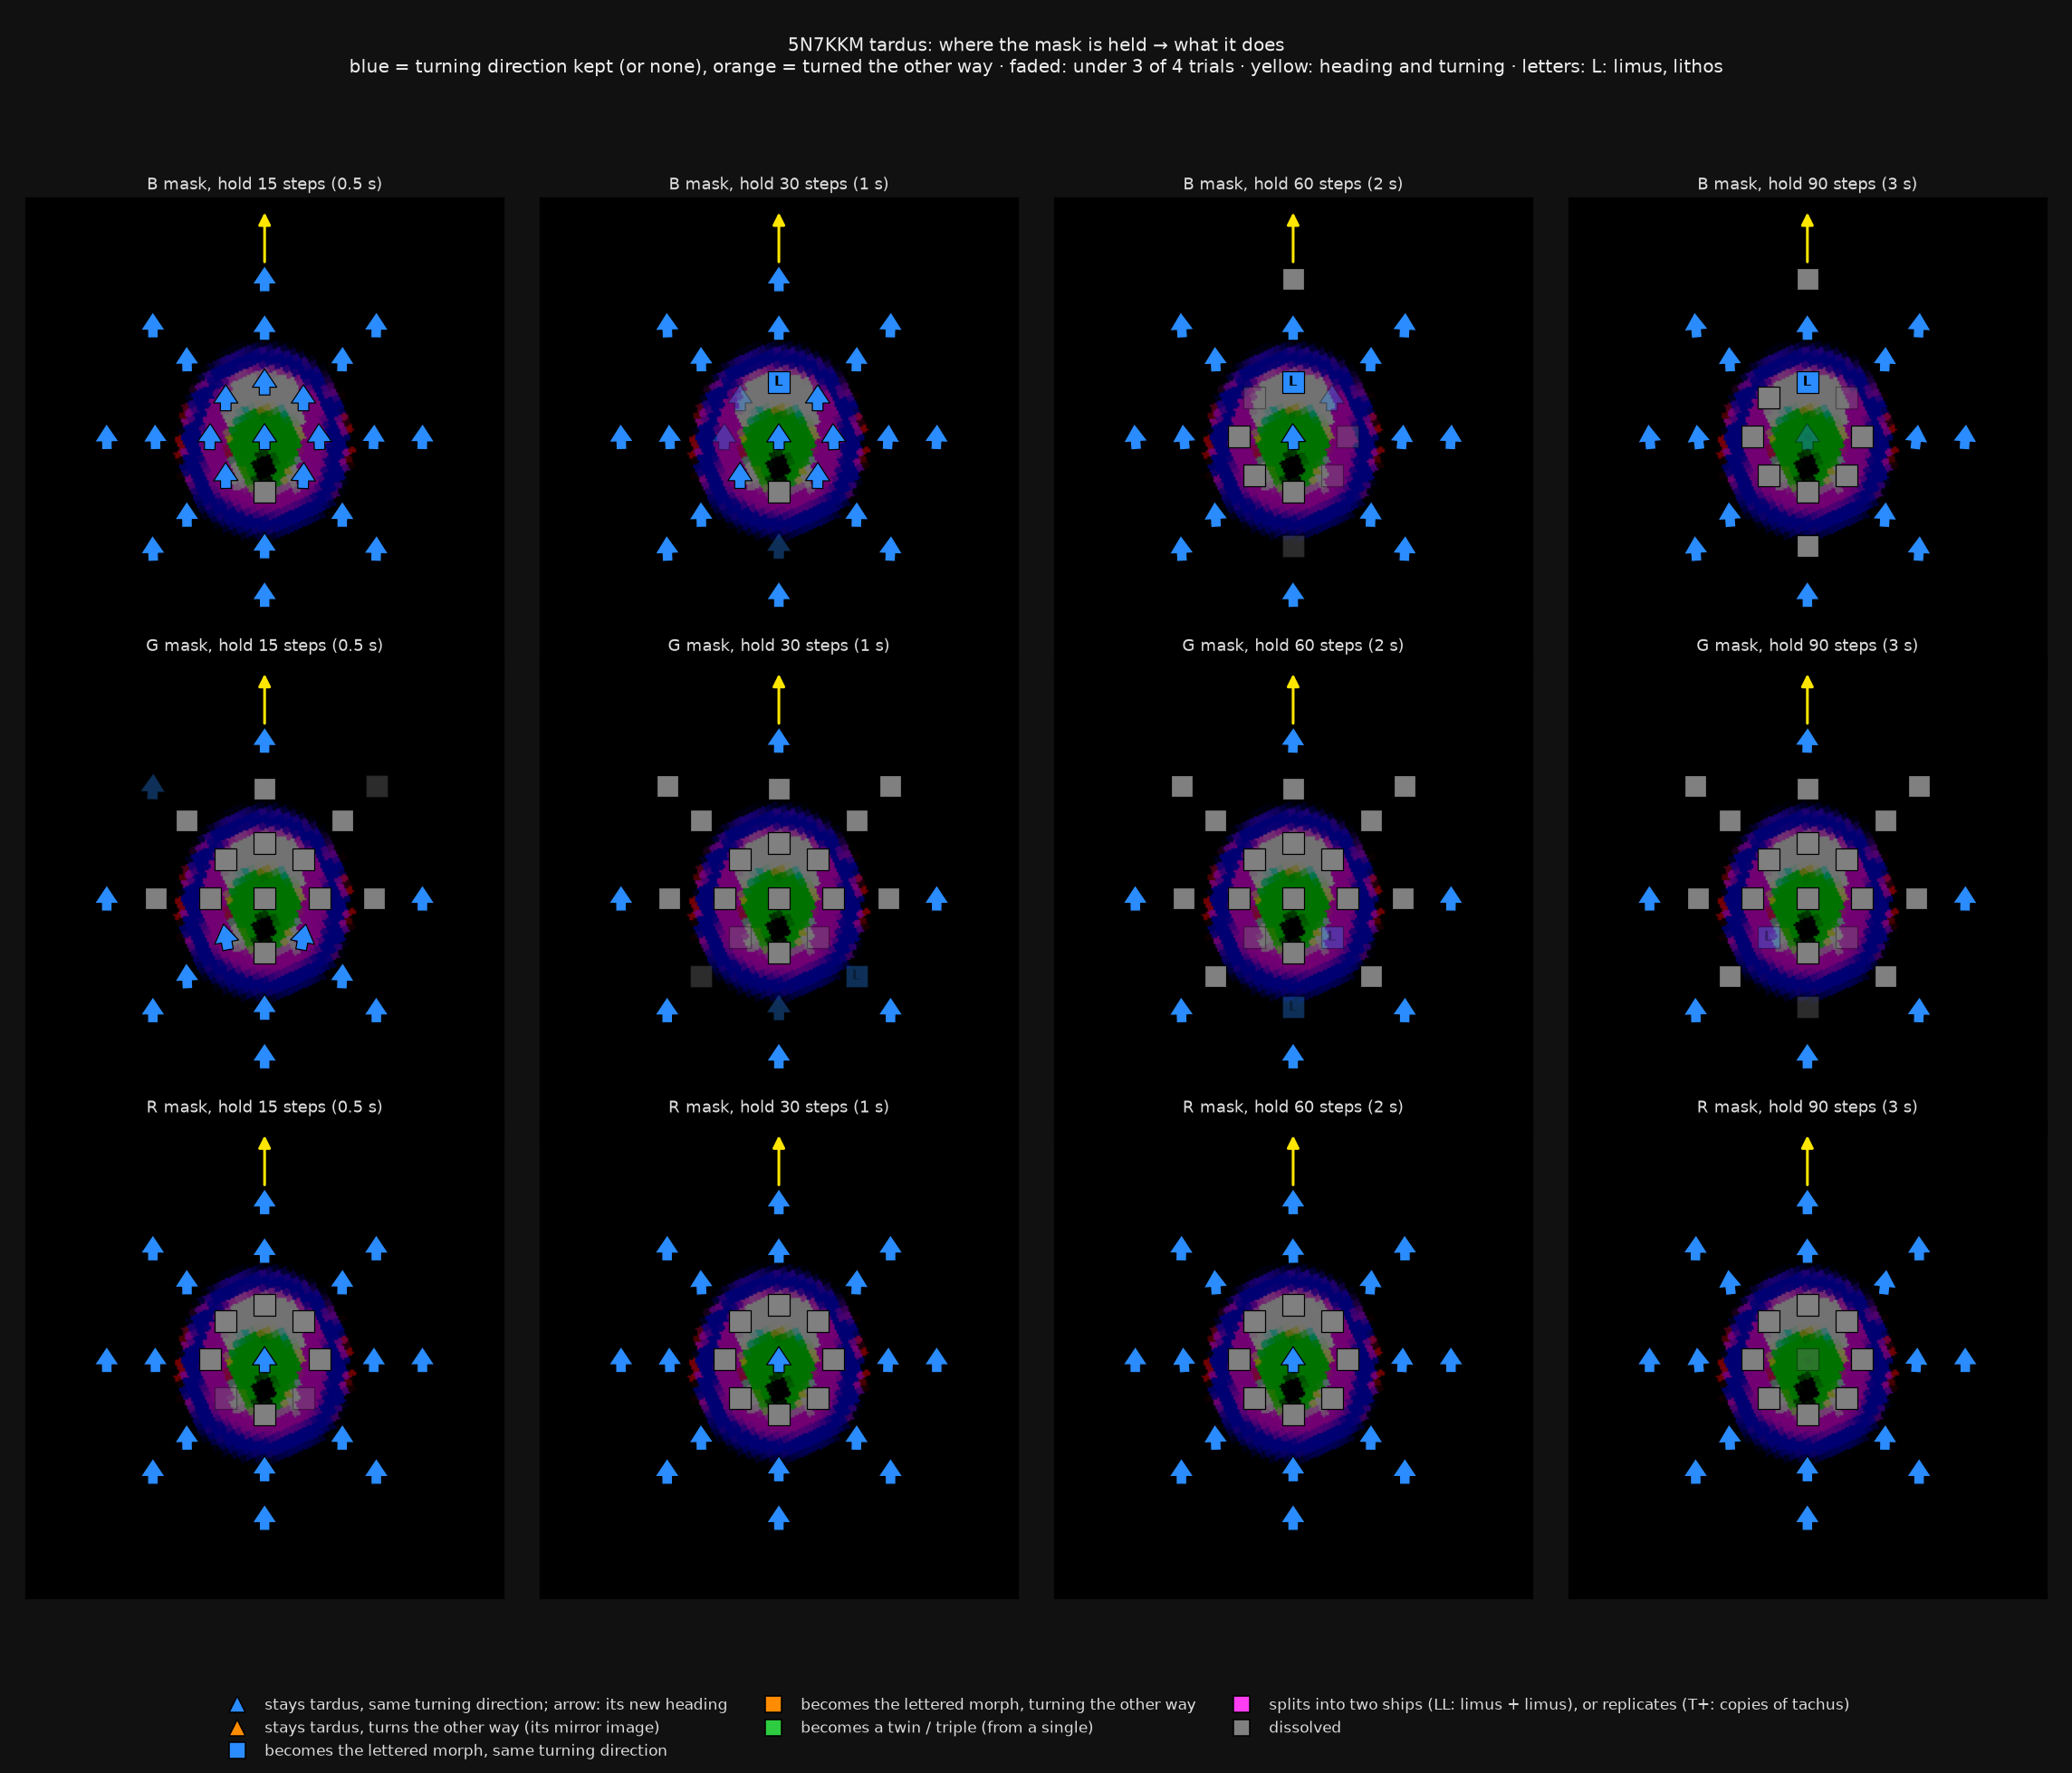 5N7KKM tardus: where the mask is held → what it does
blue = turning direction kept (or none), orange = turned the other way · faded: under 3 of 4 trials · yellow: heading and turning · letters: L: limus, lithos
B mask, hold 15 steps (0.5 s)
B mask, hold 30 steps (1 s)
B mask, hold 60 steps (2 s)
B mask, hold 90 steps (3 s)
L
L
L
G mask, hold 15 steps (0.5 s)
G mask, hold 30 steps (1 s)
G mask, hold 60 steps (2 s)
G mask, hold 90 steps (3 s)
L
L
L
L
R mask, hold 15 steps (0.5 s)
R mask, hold 30 steps (1 s)
R mask, hold 60 steps (2 s)
R mask, hold 90 steps (3 s)
stays tardus, same turning direction; arrow: its new heading
stays tardus, turns the other way (its mirror image)
becomes the lettered morph, same turning direction
becomes the lettered morph, turning the other way
becomes a twin / triple (from a single)
splits into two ships (LL: limus + limus), or replicates (T+: copies of tachus)
dissolved